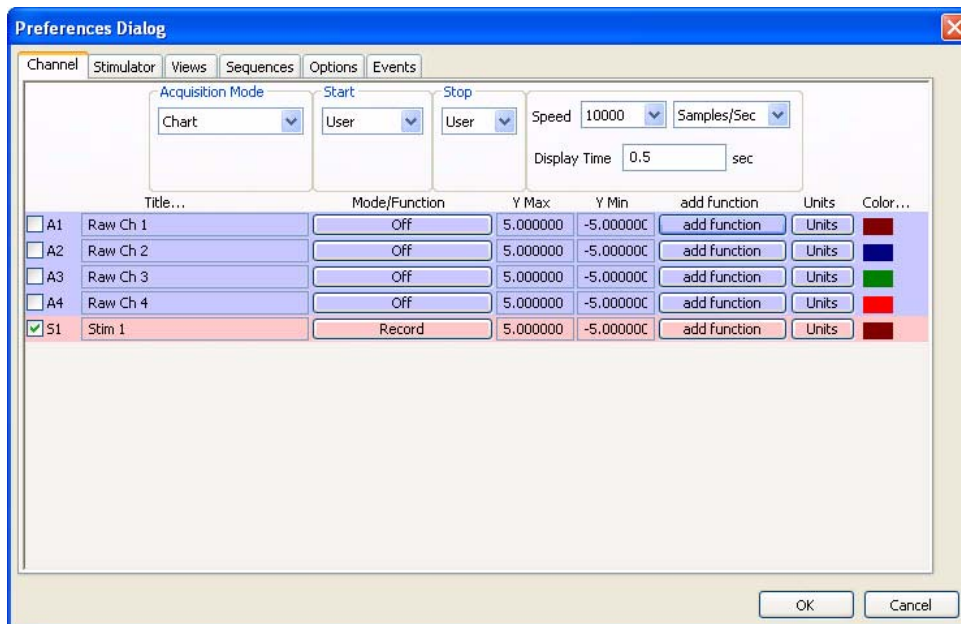 Preferences Dialog
Channel Stimulator Views Sequences Options Events
Acquisition Mode Start Stop
Chart User User Speed 10000 Samples/Sec
Display Time 0.5 sec
Title... Mode/Function Y Max Y Min add function Units Color...
A1 Raw Ch 1 Off 5.000000 -5.00000C add function Units
A2 Raw Ch 2 Off 5.000000 -5.00000C add function Units
A3 Raw Ch 3 Off 5.000000 -5.00000C add function Units
A4 Raw Ch 4 Off 5.000000 -5.00000C add function Units
S1 Stim 1 Record 5.000000 -5.00000C add function Units
OK Cancel